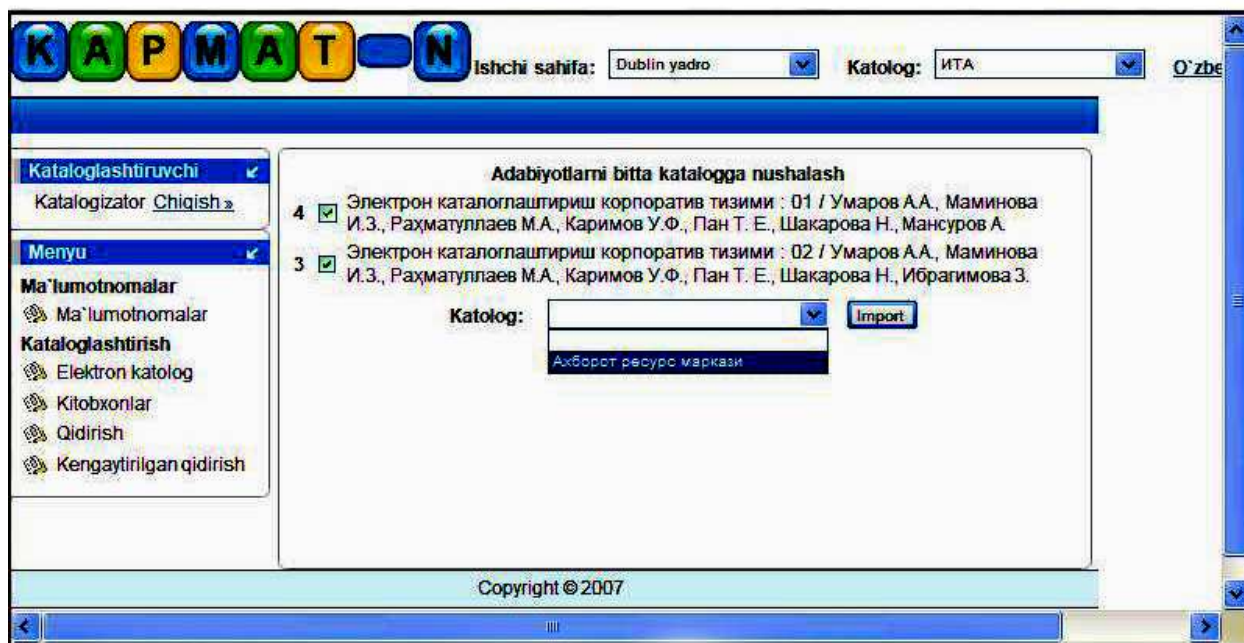 КАРМАТ-N
Ishchi sahifa: Dublin yadro Katolog: ИТА O`zbe
Kataloglashtiruvchi
Katalogizator Chiqish »
Menyu
Ma`lumotnomalar
Ma`lumotnomalar
Kataloglashtirish
Elektron katolog
Kitobxonlar
Qidirish
Kengaytirilgan qidirish
Adabiyotlarni bitta katalogga nushalash
4 Электрон каталоглаштириш корпоратив тизими : 01 / Умаров А.А., Маминова
И.З., Раҳматуллаев М.А., Каримов У.Ф., Пан Т. Е., Шакарова Н., Мансуров А.
3 Электрон каталоглаштириш корпоратив тизими : 02 / Умаров А.А., Маминова
И.З., Раҳматуллаев М.А., Каримов У.Ф., Пан Т. Е., Шакарова Н., Ибрагимова З.
Katolog: Import
Ахборот ресурс маркази
Copyright © 2007